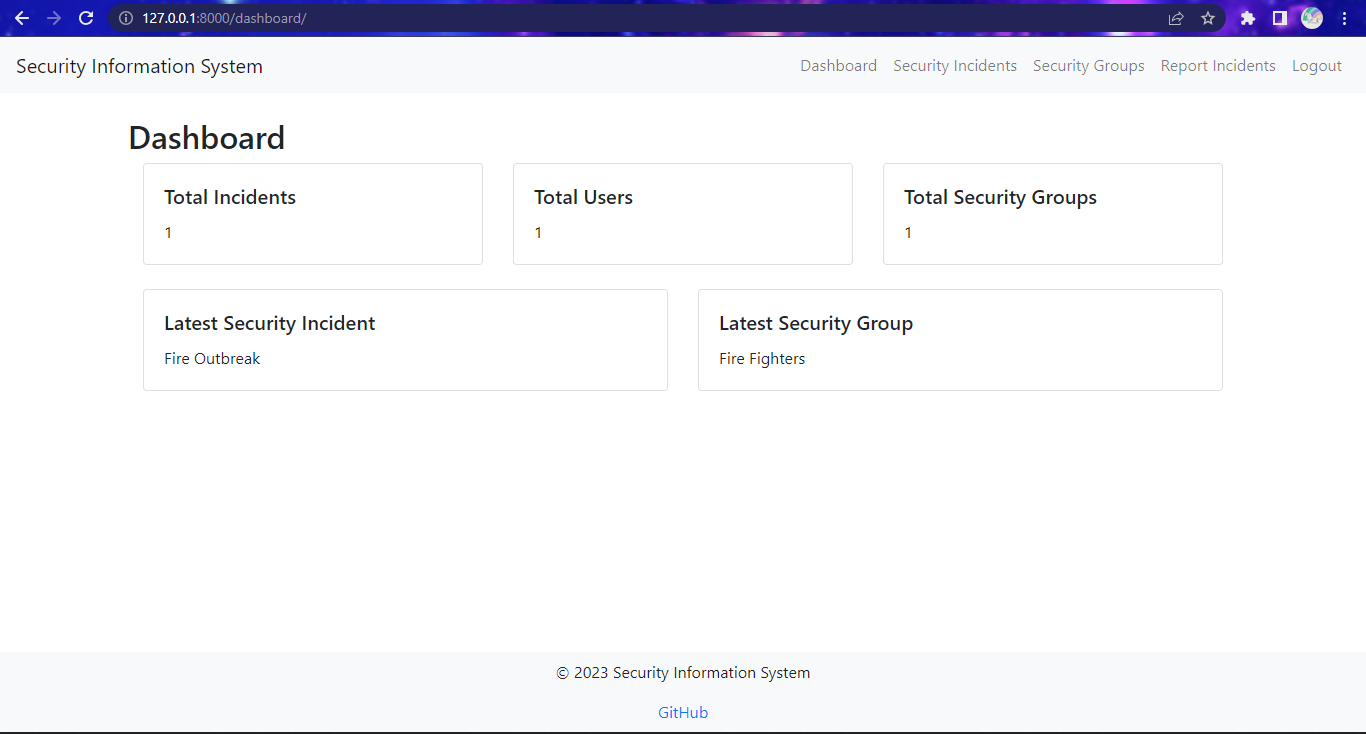 127.0.0.1:8000/dashboard/
Security Information System Dashboard Security Incidents Security Groups Report Incidents Logout
Dashboard
Total Incidents
1
Total Users
1
Total Security Groups
1
Latest Security Incident
Fire Outbreak
Latest Security Group
Fire Fighters
© 2023 Security Information System
GitHub